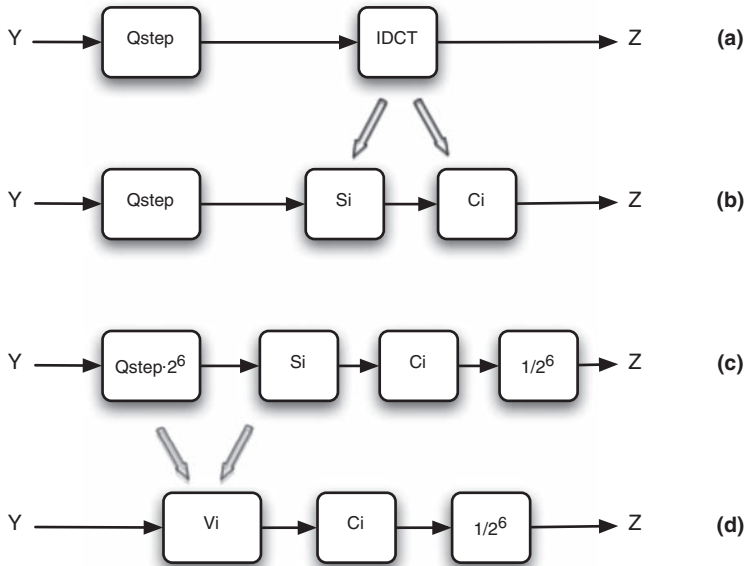 Y Qstep IDCT Z (a)
Y Qstep Si Ci Z (b)
Y Qstep·2⁶ Si Ci 1/2⁶ Z (c)
Y Vi Ci 1/2⁶ Z (d)